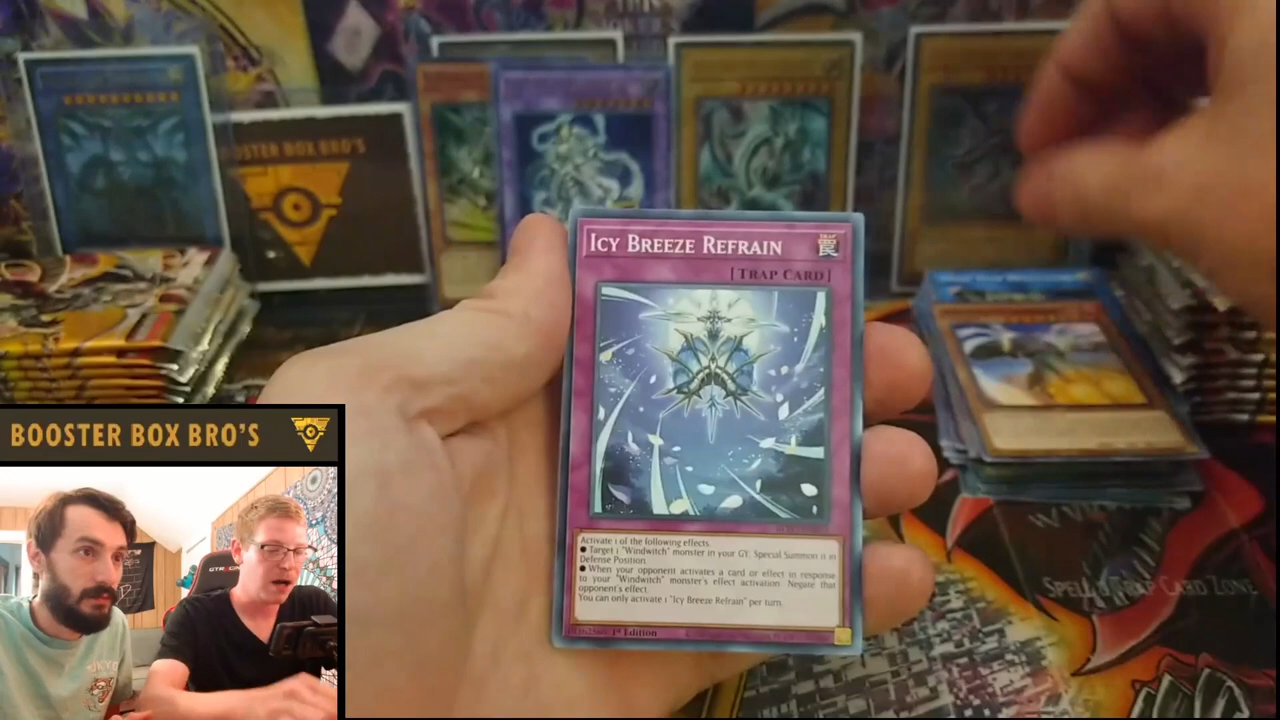 BOOSTER BOX BRO'S
ICY BREEZE REFRAIN
[TRAP CARD]
Activate 1 of the following effects.
● Target 1 "Windwitch" monster in your GY; Special Summon it in
Defense Position.
● When your opponent activates a card or effect in response
to your "Windwitch" monster's effect activation: Negate that
opponent's effect.
You can only activate 1 "Icy Breeze Refrain" per turn.
1st Edition
SPELL & TRAP CARD ZONE
BOOSTER BOX BRO'S